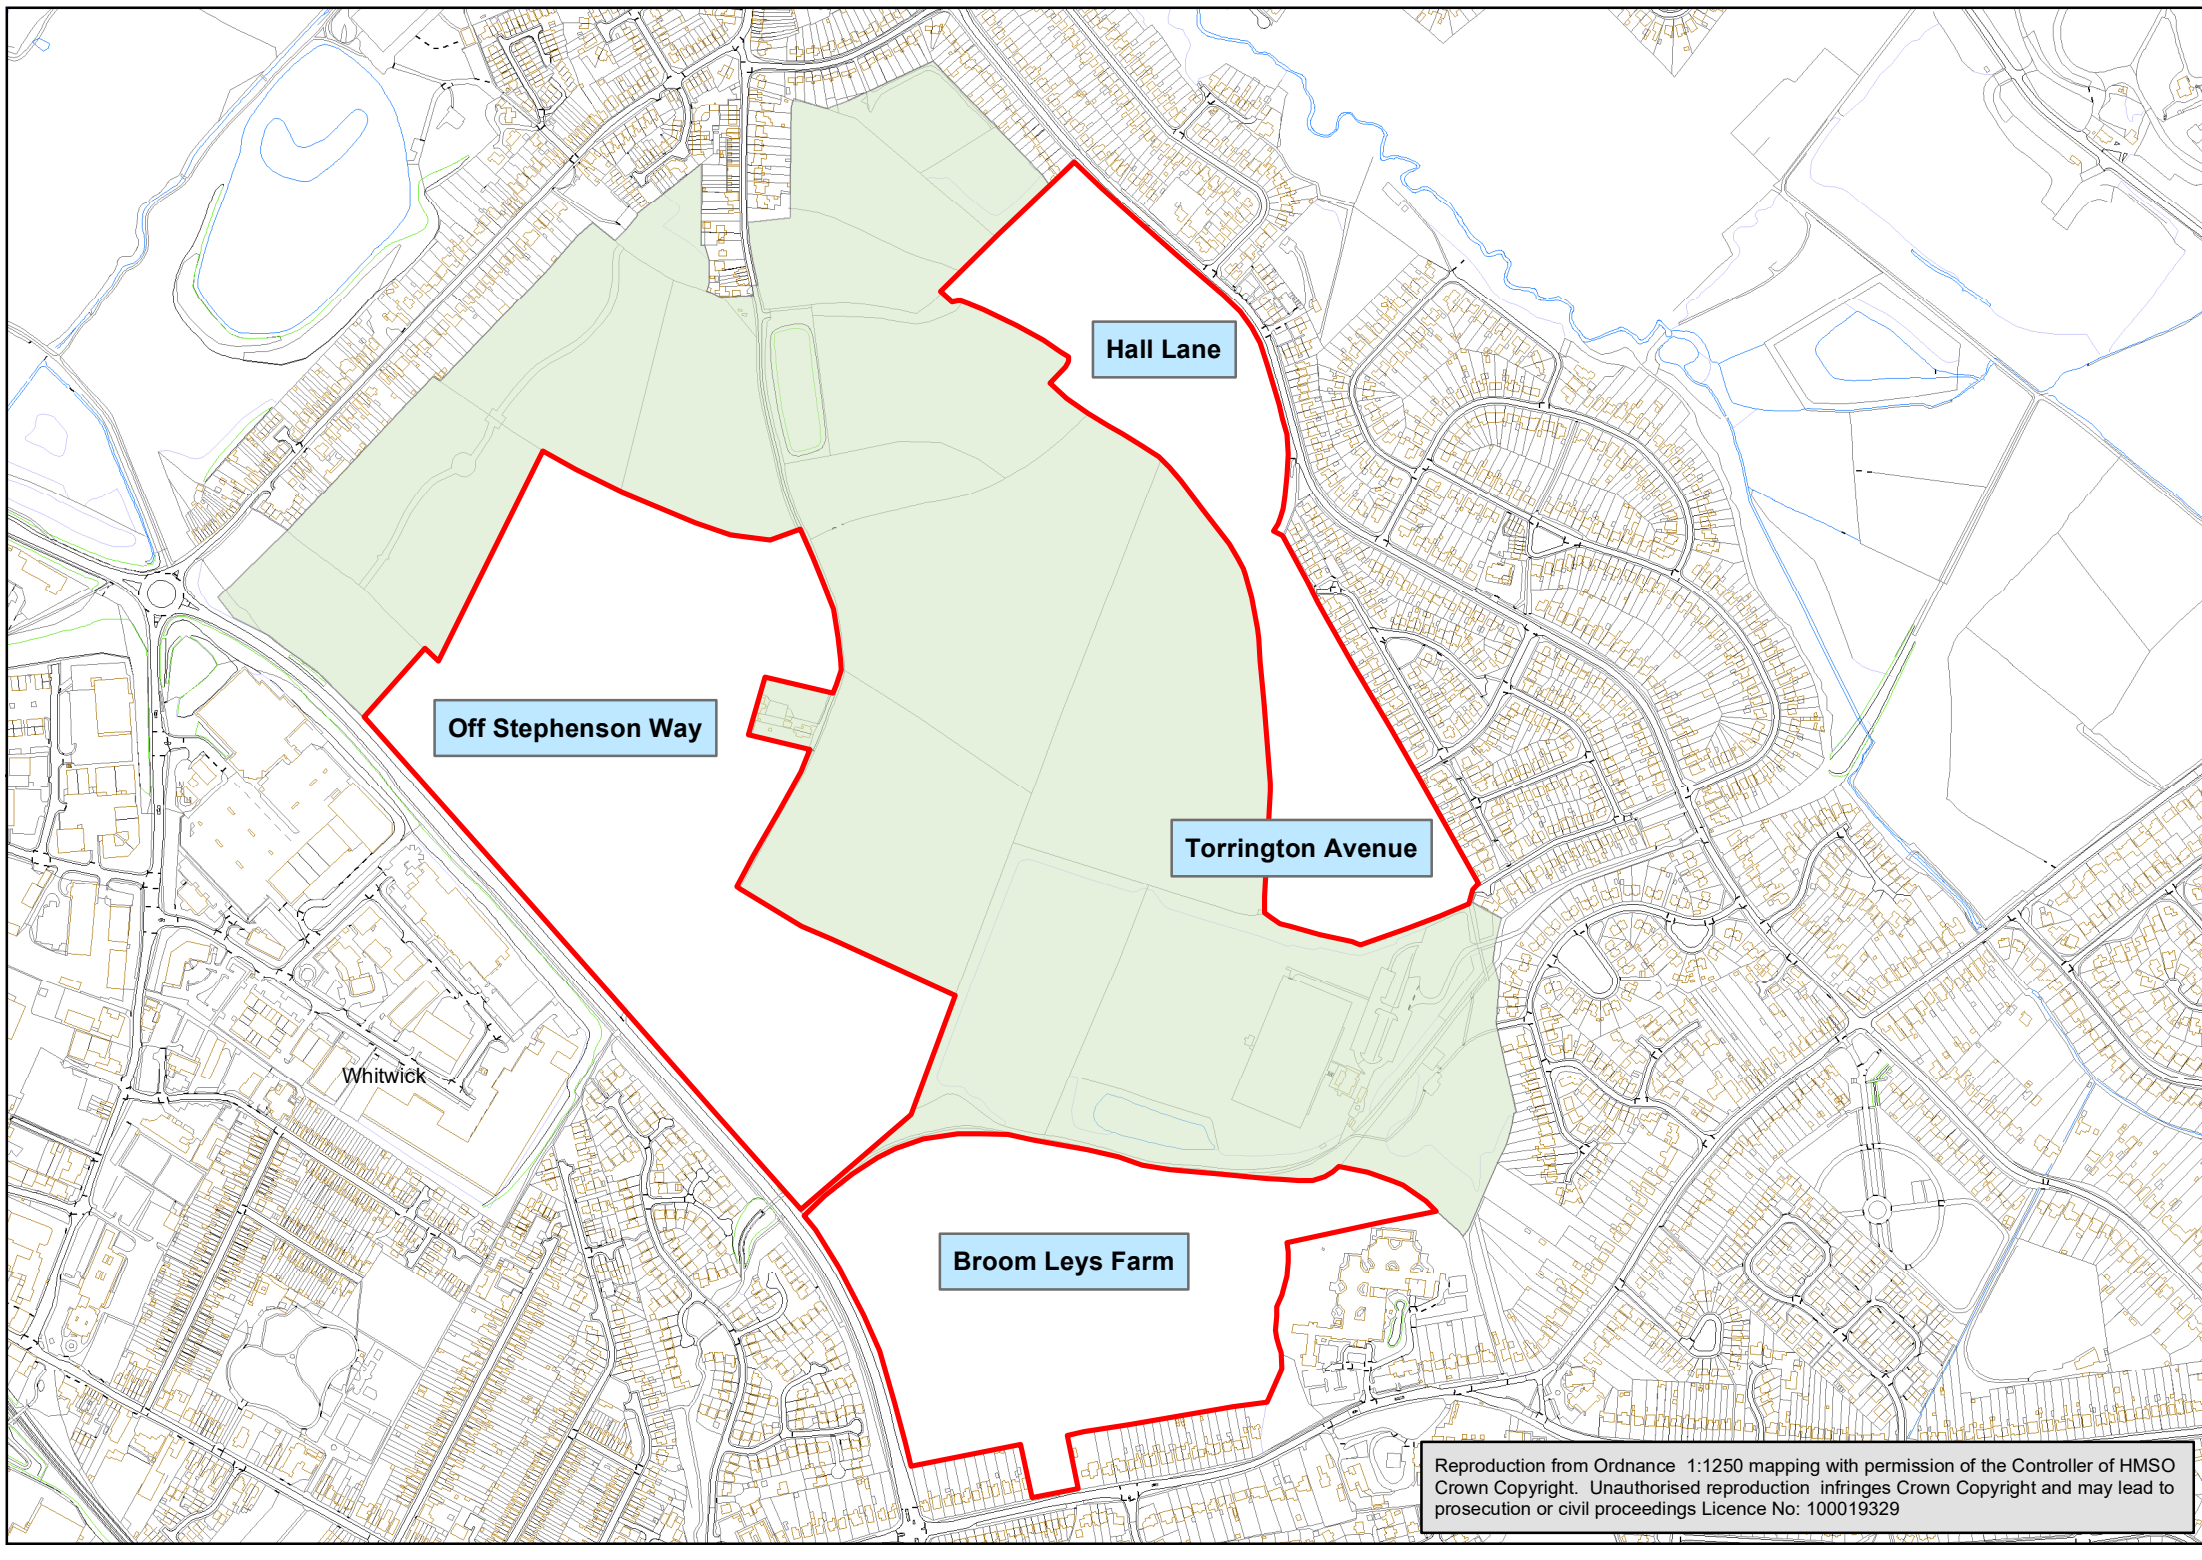 Hall Lane
Off Stephenson Way
Torrington Avenue
Whitwick
Broom Leys Farm
Reproduction from Ordnance 1:1250 mapping with permission of the Controller of HMSO
Crown Copyright. Unauthorised reproduction infringes Crown Copyright and may lead to
prosecution or civil proceedings Licence No: 100019329